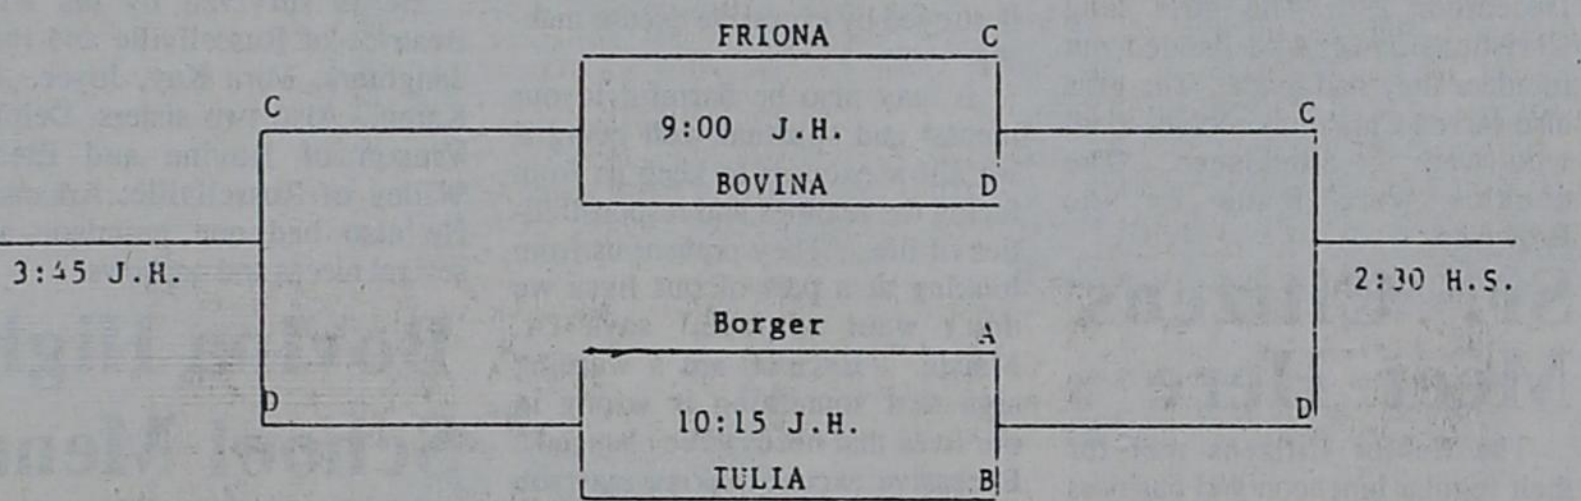 FRIONA C
C 9:00 J.H. C
BOVINA D
3:45 J.H. 2:30 H.S.
Borger A
D 10:15 J.H. D
TULIA B